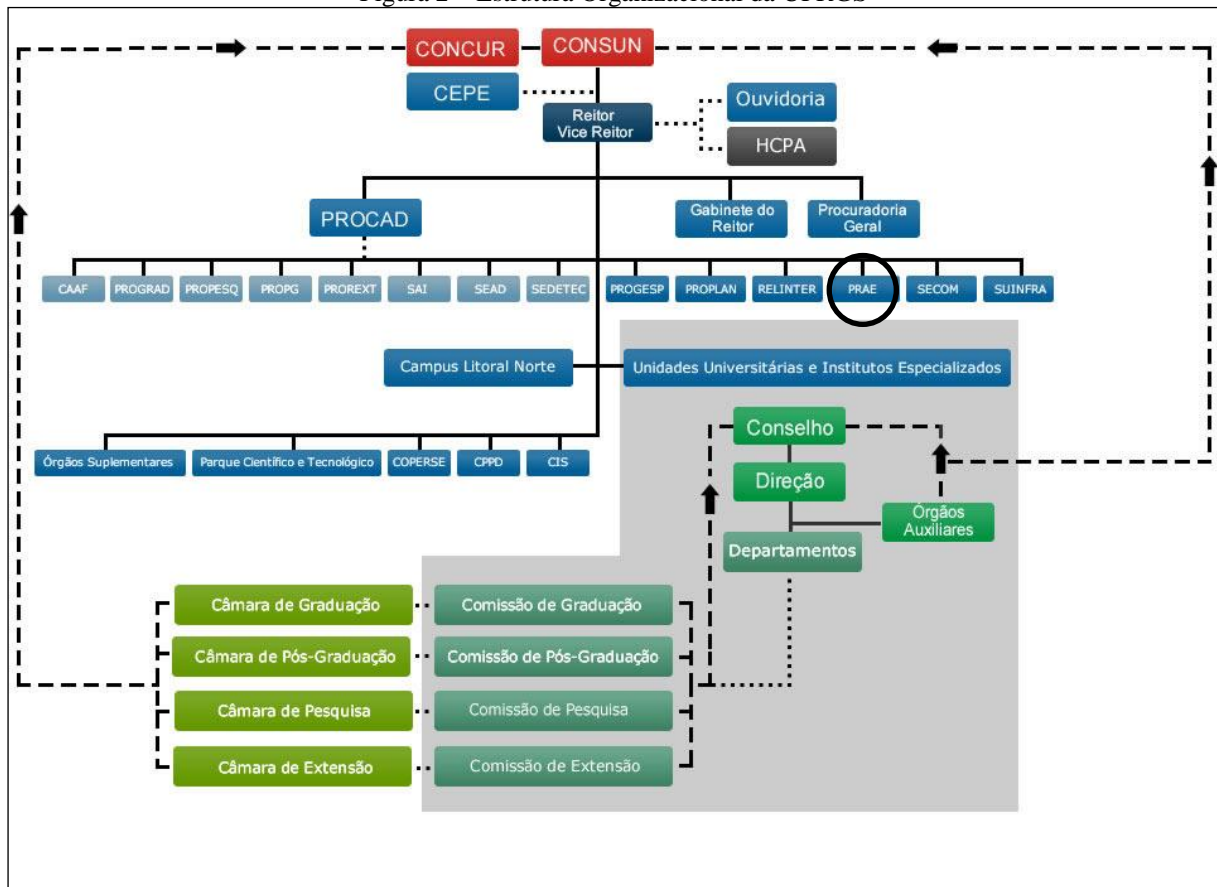 Figura 2 – Estrutura Organizacional da UFRGS
CONCUR
CONSUN
CEPE
Reitor
Vice Reitor
Ouvidoria
HCPA
PROCAD
Gabinete do
Reitor
Procuradoria
Geral
CAAF
PROGRAD
PROPESQ
PROPG
PROREXT
SAI
SEAD
SEDETEC
PROGESP
PROPLAN
RELINTER
PRAE
SECOM
SUINFRA
Campus Litoral Norte
Unidades Universitárias e Institutos Especializados
Conselho
Órgãos Suplementares
Parque Científico e Tecnológico
COPERSE
CPPD
CIS
Direção
Órgãos
Auxiliares
Departamentos
Câmara de Graduação
Comissão de Graduação
Câmara de Pós-Graduação
Comissão de Pós-Graduação
Câmara de Pesquisa
Comissão de Pesquisa
Câmara de Extensão
Comissão de Extensão